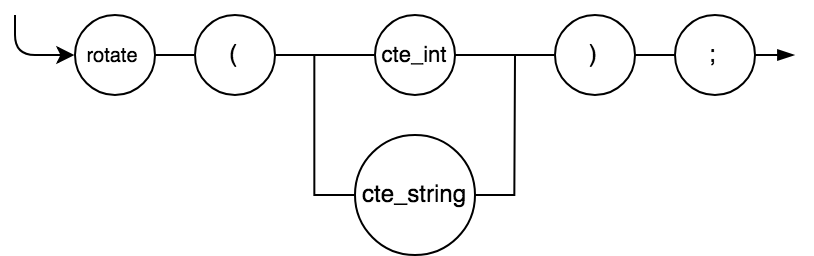 rotate ( cte_int ) ;
cte_string